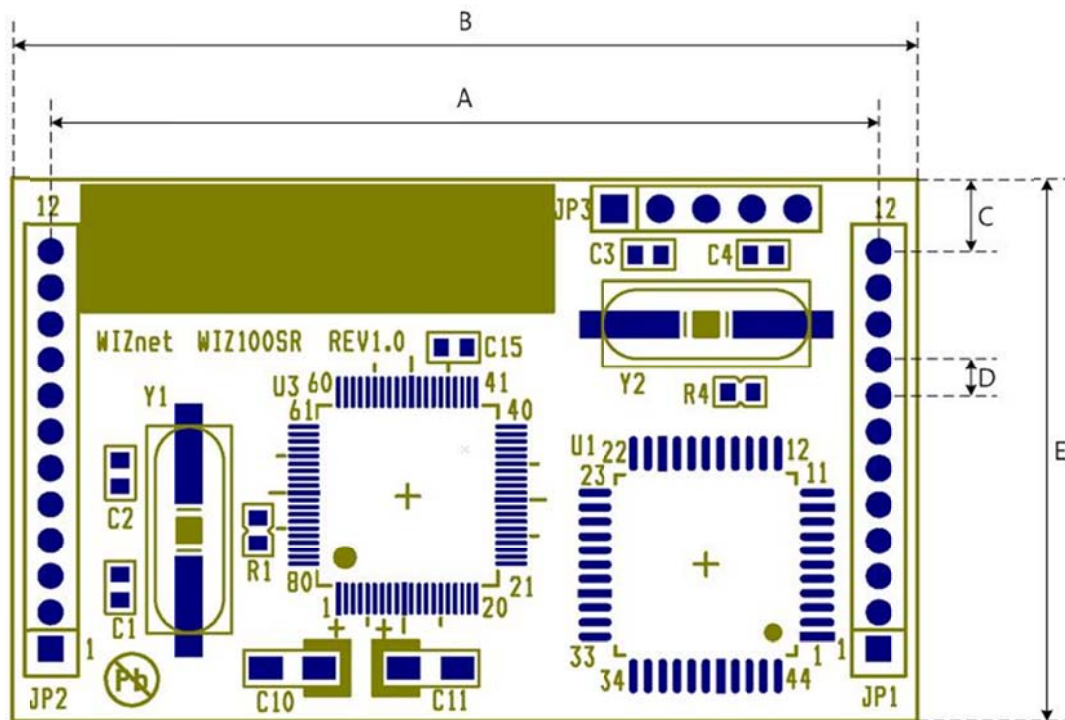 B
A
12
JP3
12
C
C3
C4
WIZnet WIZ100SR REV1.0
C15
D
Y2
R4
Y1
U3
60
41
61
40
U1
22
12
E
23
11
C2
R1
80
21
1
20
C1
33
1
1
1
Pb
34
44
JP2
C10
C11
JP1